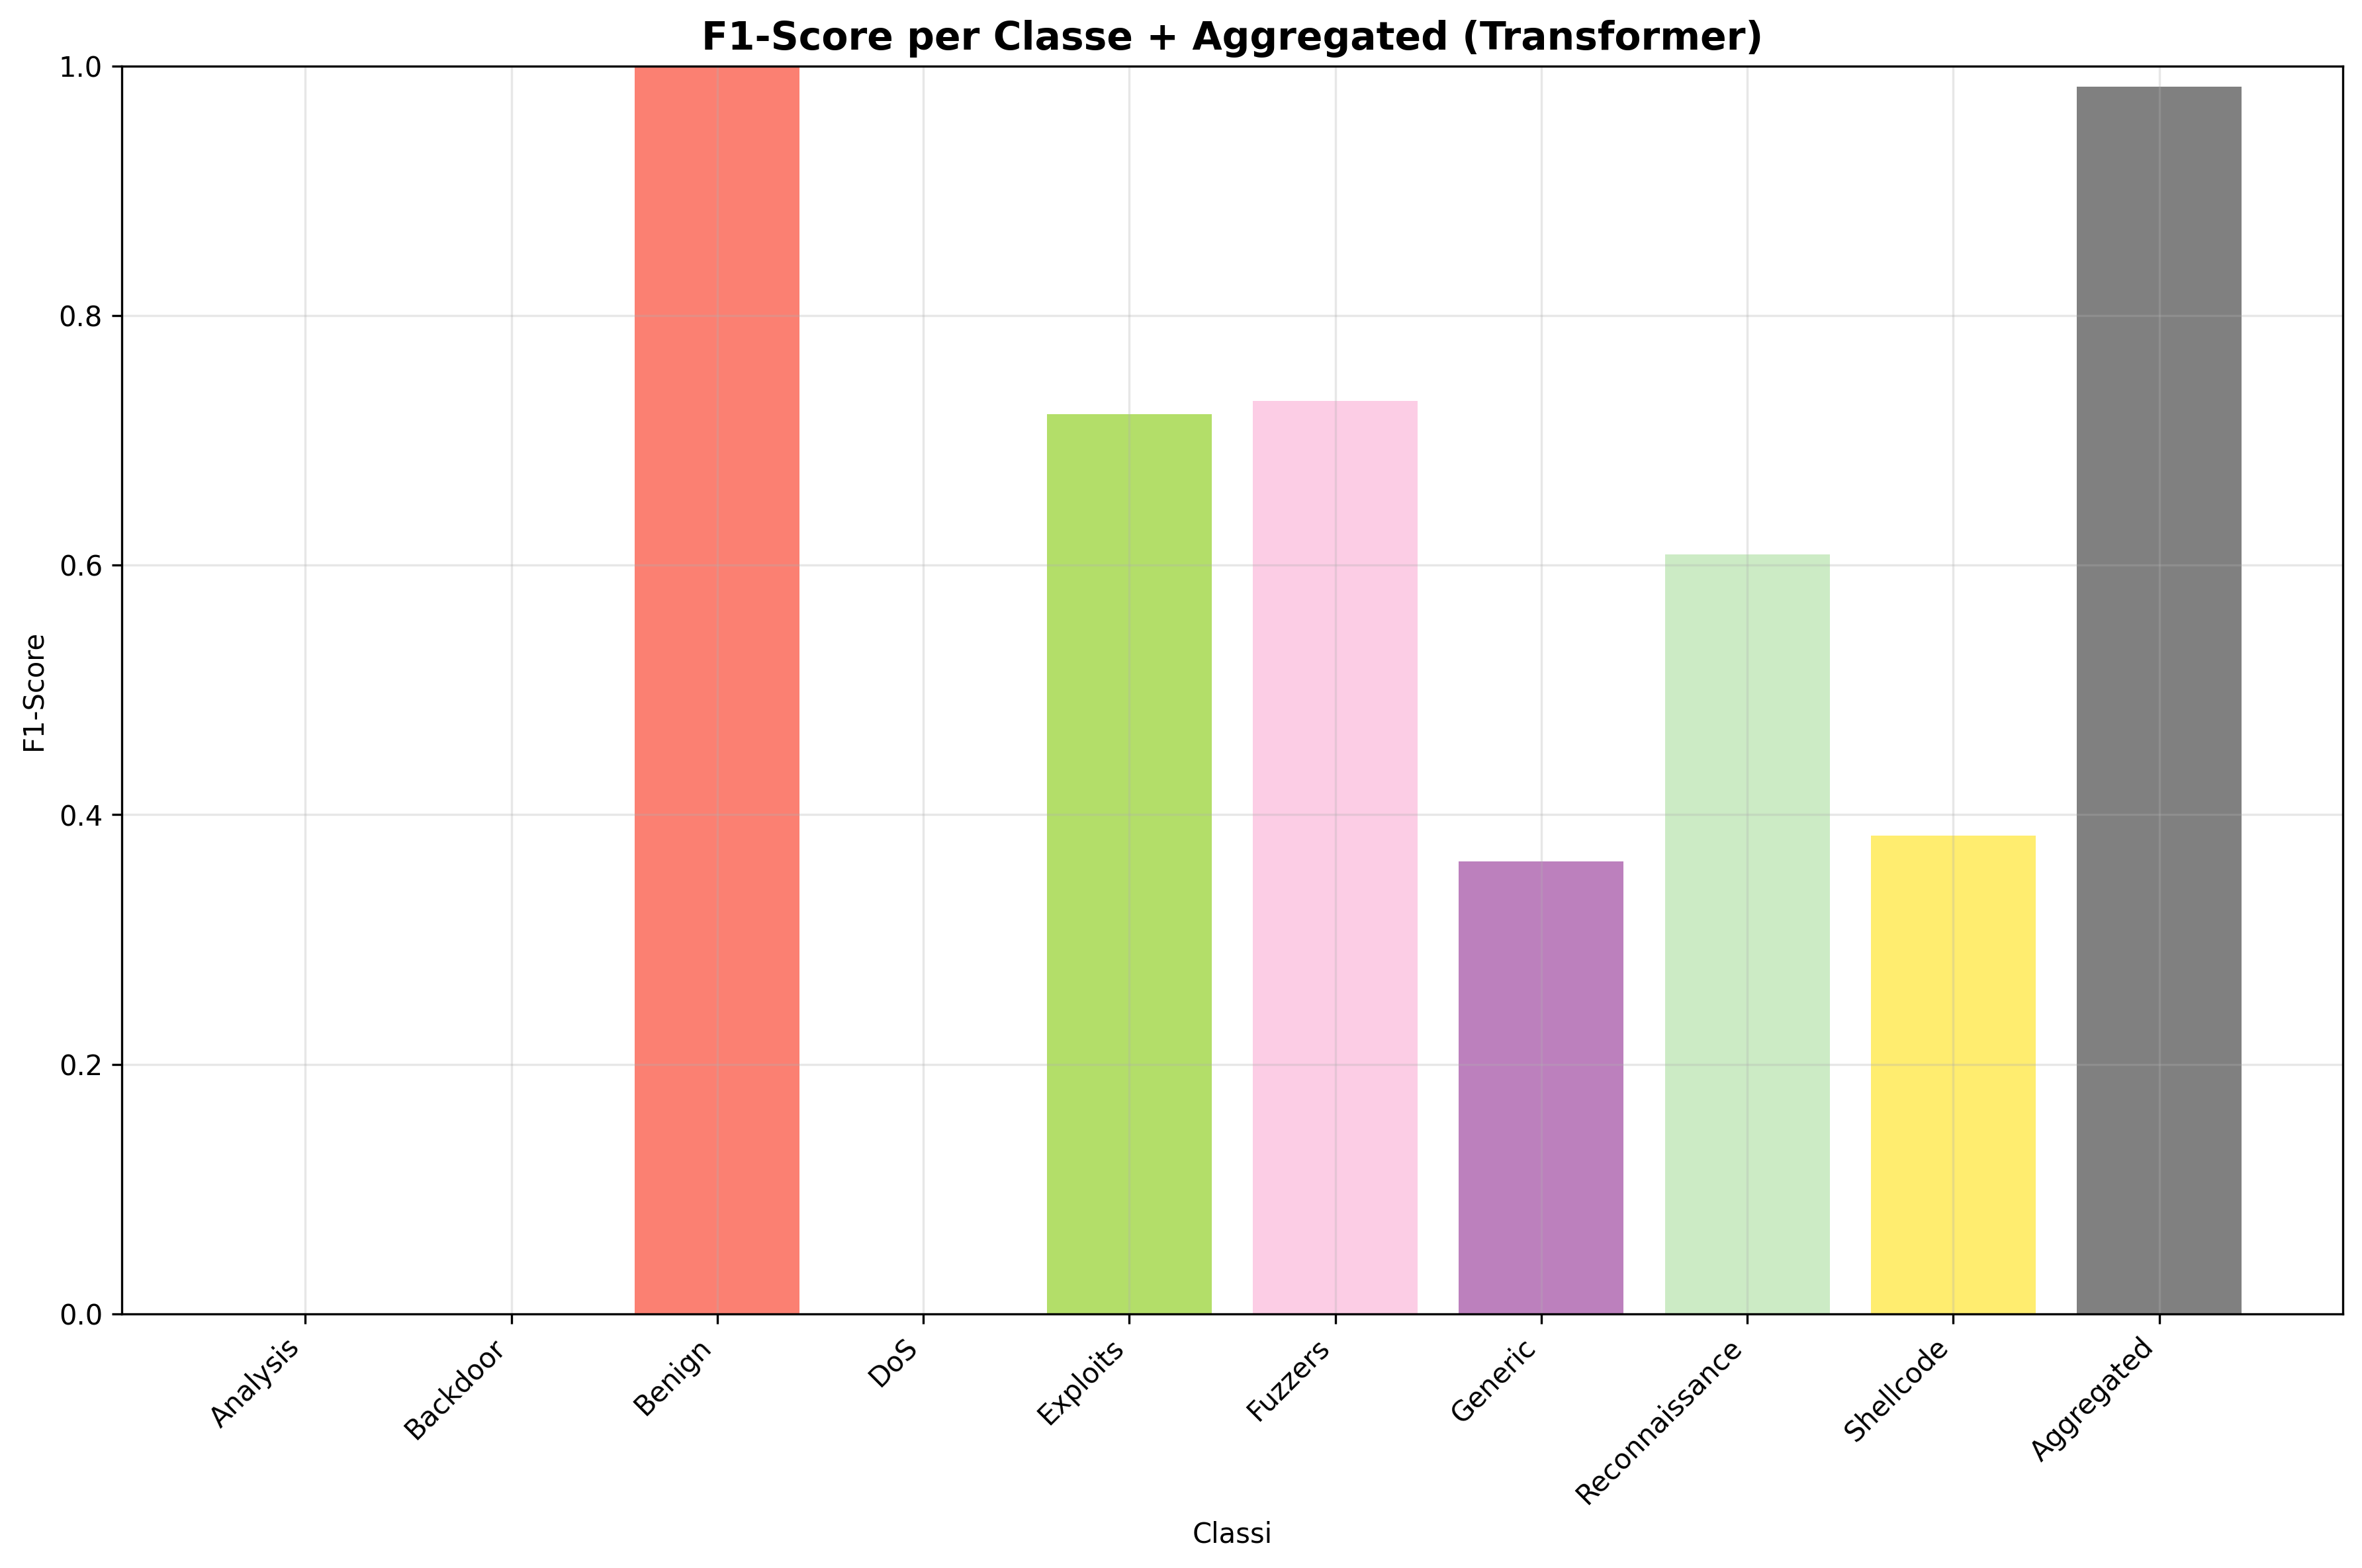 F1-Score per Classe + Aggregated (Transformer)
1.0
0.8
0.6
0.4
0.2
0.0
F1-Score
Analysis
Backdoor
Benign
DoS
Exploits
Fuzzers
Generic
Reconnaissance
Shellcode
Aggregated
Classi